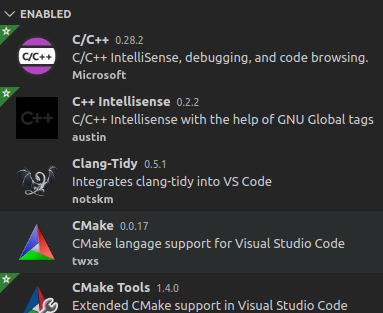 ENABLED
C/C++ 0.28.2
C/C++
C/C++ IntelliSense, debugging, and code browsing.
Microsoft
C++ Intellisense 0.2.2
C++
C/C++ Intellisense with the help of GNU Global tags
austin
Clang-Tidy 0.5.1
Integrates clang-tidy into VS Code
notskm
CMake 0.0.17
CMake langage support for Visual Studio Code
twxs
CMake Tools 1.4.0
Extended CMake support in Visual Studio Code